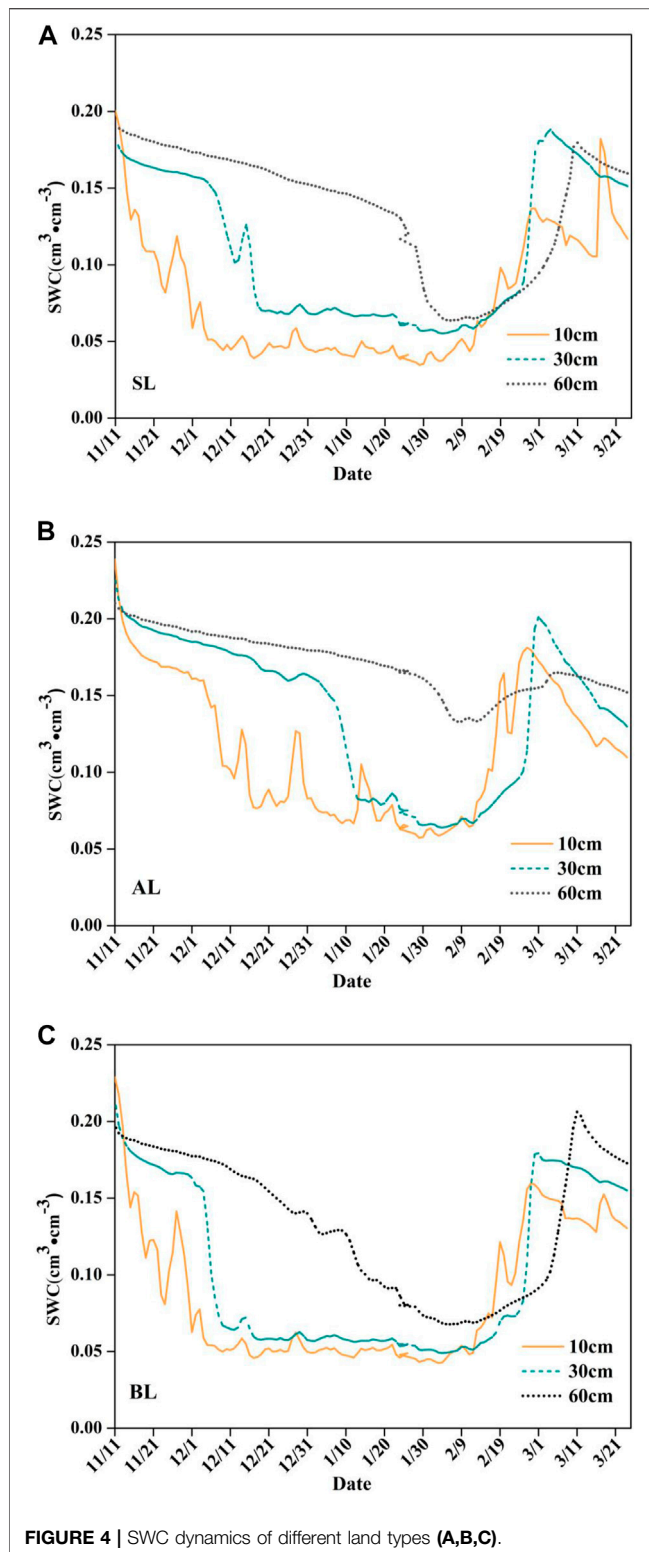 A
0.25
0.20
0.15
0.10
0.05
0.00
SWC(cm³•cm⁻³)
10cm
30cm
60cm
SL
11/11 11/21 12/1 12/11 12/21 12/31 1/10 1/20 1/30 2/9 2/19 3/1 3/11 3/21
Date
B
0.25
0.20
0.15
0.10
0.05
0.00
SWC(cm³•cm⁻³)
10cm
30cm
60cm
AL
11/11 11/21 12/1 12/11 12/21 12/31 1/10 1/20 1/30 2/9 2/19 3/1 3/11 3/21
Date
C
0.25
0.20
0.15
0.10
0.05
0.00
SWC(cm³•cm⁻³)
10cm
30cm
60cm
BL
11/11 11/21 12/1 12/11 12/21 12/31 1/10 1/20 1/30 2/9 2/19 3/1 3/11 3/21
Date
FIGURE 4 | SWC dynamics of different land types (A,B,C).